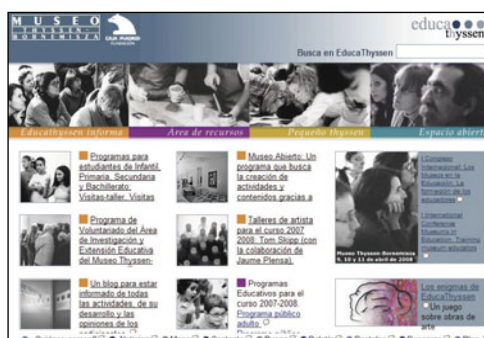 MUSEO
THYSSEN-
BORNEMISZA
CAJA MADRID
FUNDACIÓN
educa
thyssen
Busca en EducaThyssen
Educathyssen informa
Área de recursos
Pequeño thyssen
Espacio abiert
Programas para
estudiantes de Infantil,
Primaria, Secundaria
y Bachillerato:
Visitas-taller, Visitas
Museo Abierto: Un
programa que busca
la creación de
actividades y
contenidos gracias a
I Congreso
Internacional: Los
Museos en la
Educación. La
formación de los
educadores
I International
Conference
Museums in
Education. Training
museum education
Museo Thyssen-Bornemisza
9, 10 y 11 de abril de 2008
Programa de
Voluntariado del Área
de Investigación y
Extensión Educativa
del Museo Thyssen-
Talleres de artista
para el curso 2007
2008: Tom Skipp (con
la colaboración de
Jaume Plensa),
Un blog para estar
informado de todas
las actividades, de su
desarrollo y las
opiniones de los
Programas
Educativos para el
curso 2007-2008.
Programa público
adulto
Los enigmas de
EducaThyssen
Un juego
sobre obras de
arte